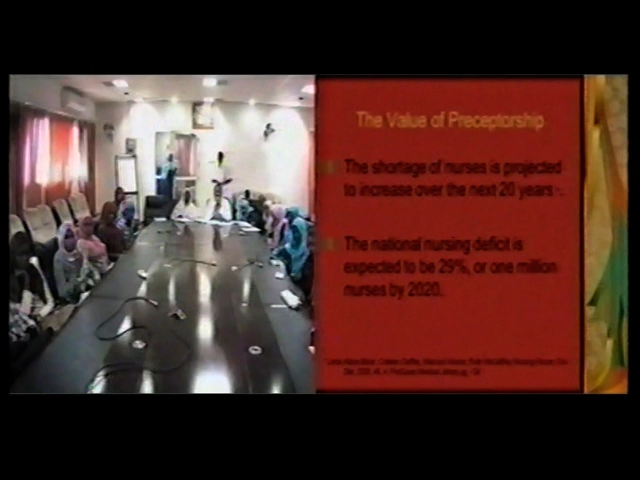 The Value of Preceptorship
The shortage of nurses is projected
to increase over the next 20 years
The national nursing deficit is
expected to be 29%, or one million
nurses by 2020.